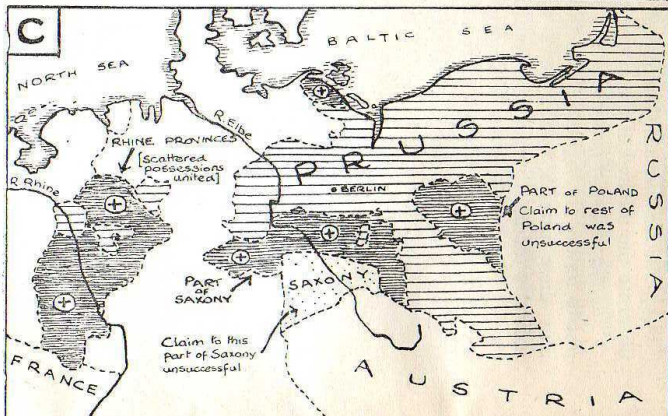 C
BALTIC SEA
NORTH SEA
R. Elbe
RHINE PROVINCES
[Scattered
possessions
united]
R. Rhine
PRUSSIA
BERLIN
RUSSIA
PART OF POLAND
Claim to rest of
Poland was
unsuccessful
PART
OF
SAXONY
SAXONY
Claim to this
part of Saxony
unsuccessful
FRANCE
AUSTRIA